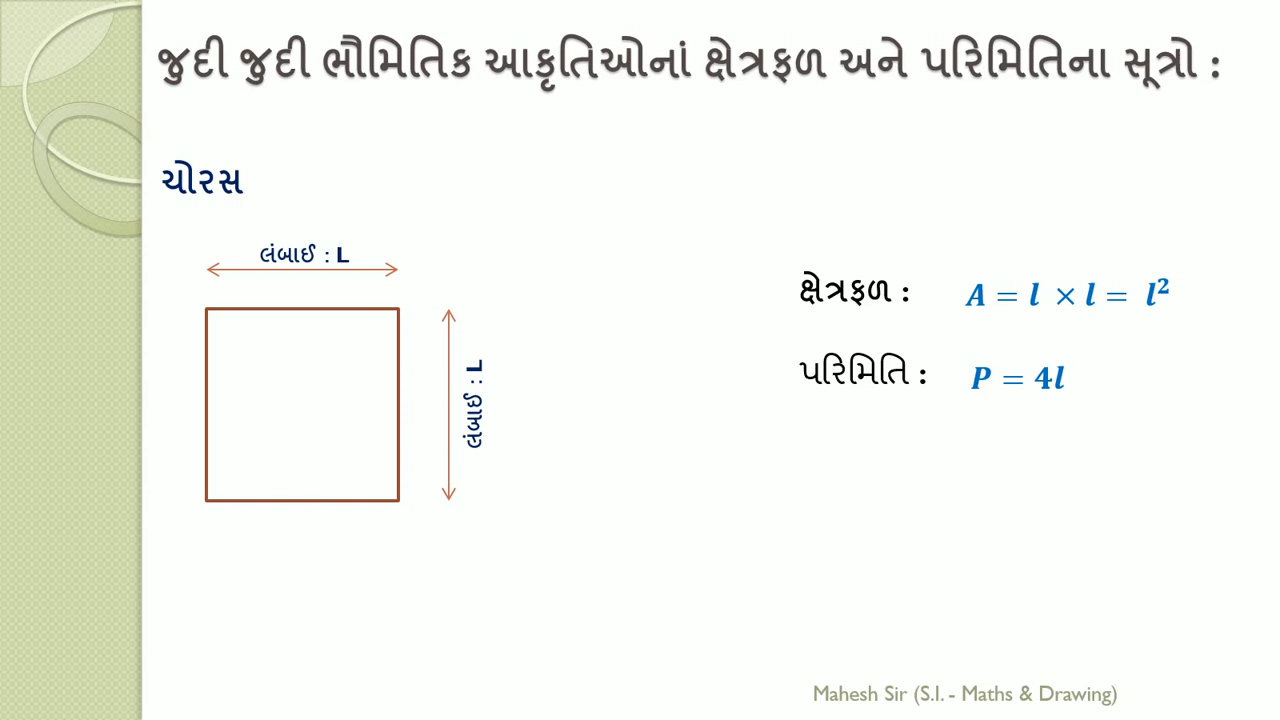 જુદી જુદી ભૌમિતિક આકૃતિઓનાં ક્ષેત્રફળ અને પરિમિતિના સૂત્રો :
ચોરસ
લંબાઈ : L
લંબાઈ : L
ક્ષેત્રફળ : A = l × l = l²
પરિમિતિ : P = 4l
Mahesh Sir (S.I. - Maths & Drawing)